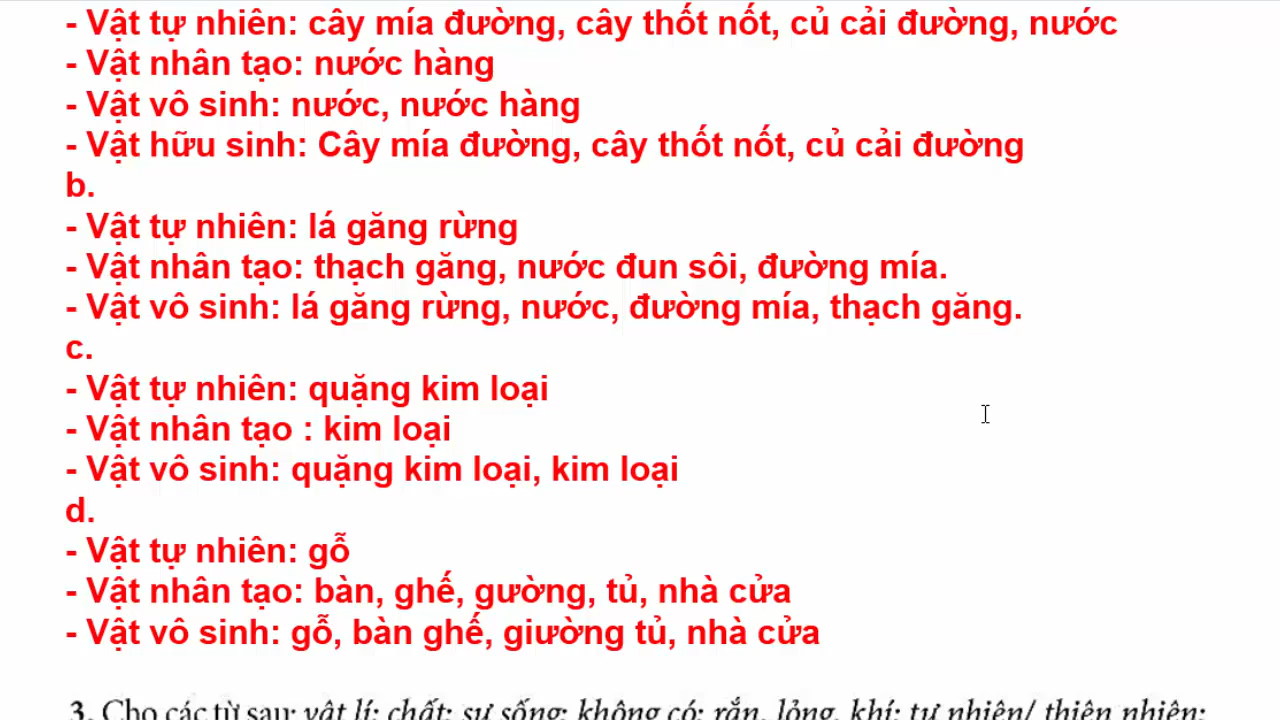 - Vật tự nhiên: cây mía đường, cây thốt nốt, củ cải đường, nước
- Vật nhân tạo: nước hàng
- Vật vô sinh: nước, nước hàng
- Vật hữu sinh: Cây mía đường, cây thốt nốt, củ cải đường
b.
- Vật tự nhiên: lá găng rừng
- Vật nhân tạo: thạch găng, nước đun sôi, đường mía.
- Vật vô sinh: lá găng rừng, nước, đường mía, thạch găng.
c.
- Vật tự nhiên: quặng kim loại
- Vật nhân tạo : kim loại
- Vật vô sinh: quặng kim loại, kim loại
d.
- Vật tự nhiên: gỗ
- Vật nhân tạo: bàn, ghế, gường, tủ, nhà cửa
- Vật vô sinh: gỗ, bàn ghế, giường tủ, nhà cửa
3. Cho các từ sau: vật lí; chất; sự sống; không có; rắn, lỏng, khí; tự nhiên/ thiên nhiên;